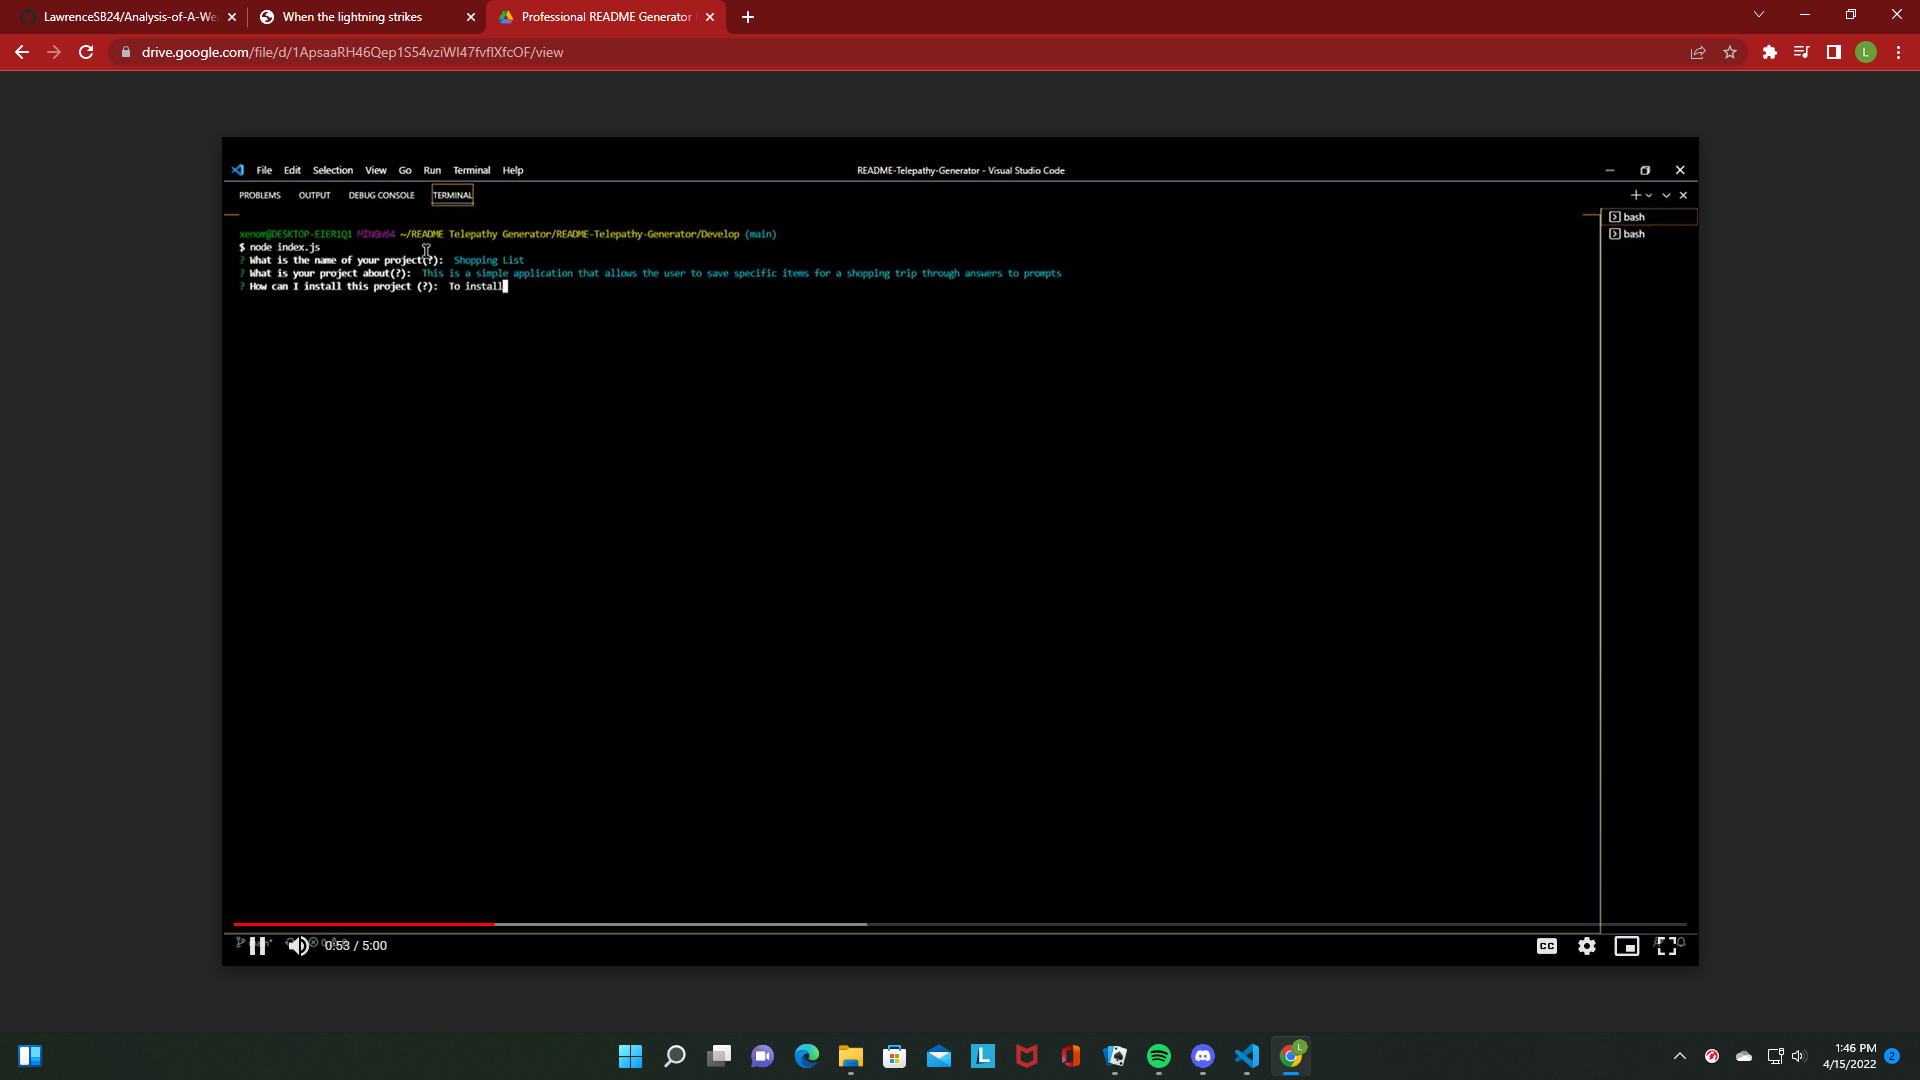 LawrenceSB24/Analysis-of-A-We
When the lightning strikes
Professional README Generator
drive.google.com/file/d/1ApsaaRH46Qep1S54vziWI47fvflXfcOF/view
L
File Edit Selection View Go Run Terminal Help
README-Telepathy-Generator - Visual Studio Code
PROBLEMS OUTPUT DEBUG CONSOLE TERMINAL
bash
bash
xenom@DESKTOP-EIER1Q1 MINGW64 ~/README Telepathy Generator/README-Telepathy-Generator/Develop (main)
$ node index.js
? What is the name of your project(?): Shopping List
? What is your project about(?): This is a simple application that allows the user to save specific items for a shopping trip through answers to prompts
? How can I install this project (?): To install
0:53 / 5:00
CC
L
L
1:46 PM
4/15/2022
2